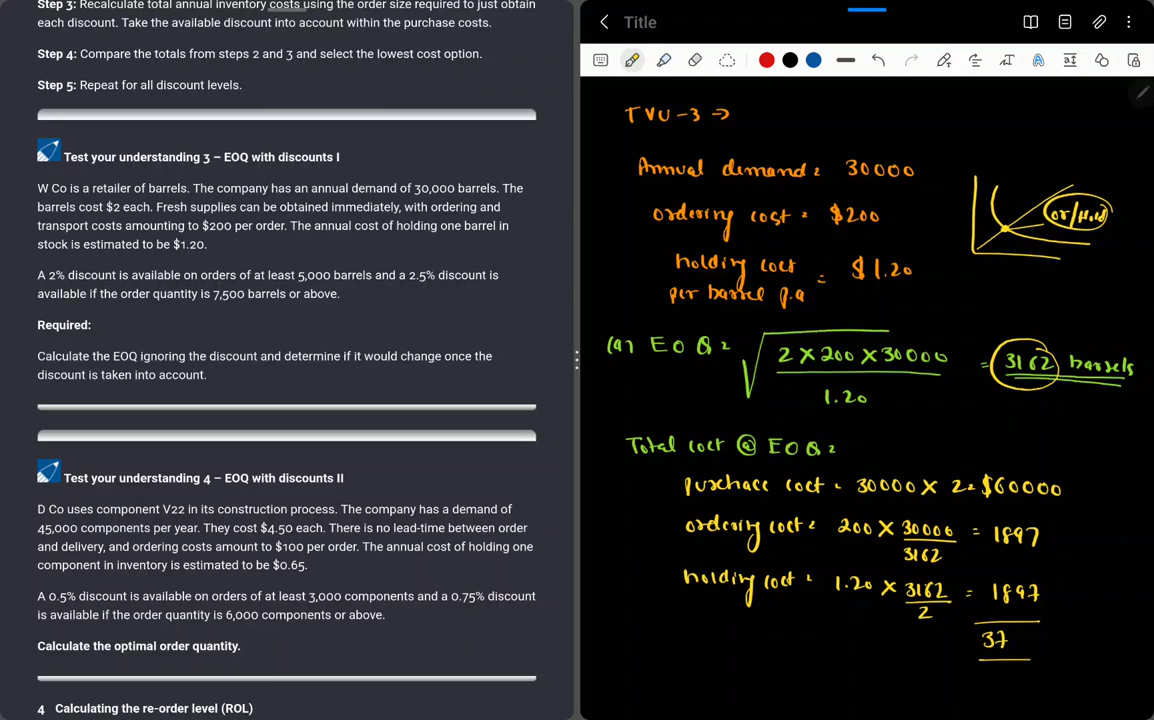 Step 3: Recalculate total annual inventory costs using the order size required to just obtain
each discount. Take the available discount into account within the purchase costs.
Step 4: Compare the totals from steps 2 and 3 and select the lowest cost option.
Step 5: Repeat for all discount levels.
Test your understanding 3 – EOQ with discounts I
W Co is a retailer of barrels. The company has an annual demand of 30,000 barrels. The
barrels cost $2 each. Fresh supplies can be obtained immediately, with ordering and
transport costs amounting to $200 per order. The annual cost of holding one barrel in
stock is estimated to be $1.20.
A 2% discount is available on orders of at least 5,000 barrels and a 2.5% discount is
available if the order quantity is 7,500 barrels or above.
Required:
Calculate the EOQ ignoring the discount and determine if it would change once the
discount is taken into account.
Test your understanding 4 – EOQ with discounts II
D Co uses component V22 in its construction process. The company has a demand of
45,000 components per year. They cost $4.50 each. There is no lead-time between order
and delivery, and ordering costs amount to $100 per order. The annual cost of holding one
component in inventory is estimated to be $0.65.
A 0.5% discount is available on orders of at least 3,000 components and a 0.75% discount
is available if the order quantity is 6,000 components or above.
Calculate the optimal order quantity.
4 Calculating the re-order level (ROL)
Title
TYU-3 →
Annual demand = 30000
ordering cost = $200
or/Hold
holding cost
per barrel p.a = $1.20
(a) EOQ = √ 2 × 200 × 30000 / 1.20 = 3162 barrels
Total cost @ EOQ =
purchase cost = 30000 × 2 = $60000
ordering cost = 200 × 30000 / 3162 = 1897
holding cost = 1.20 × 3162 / 2 = 1897
37